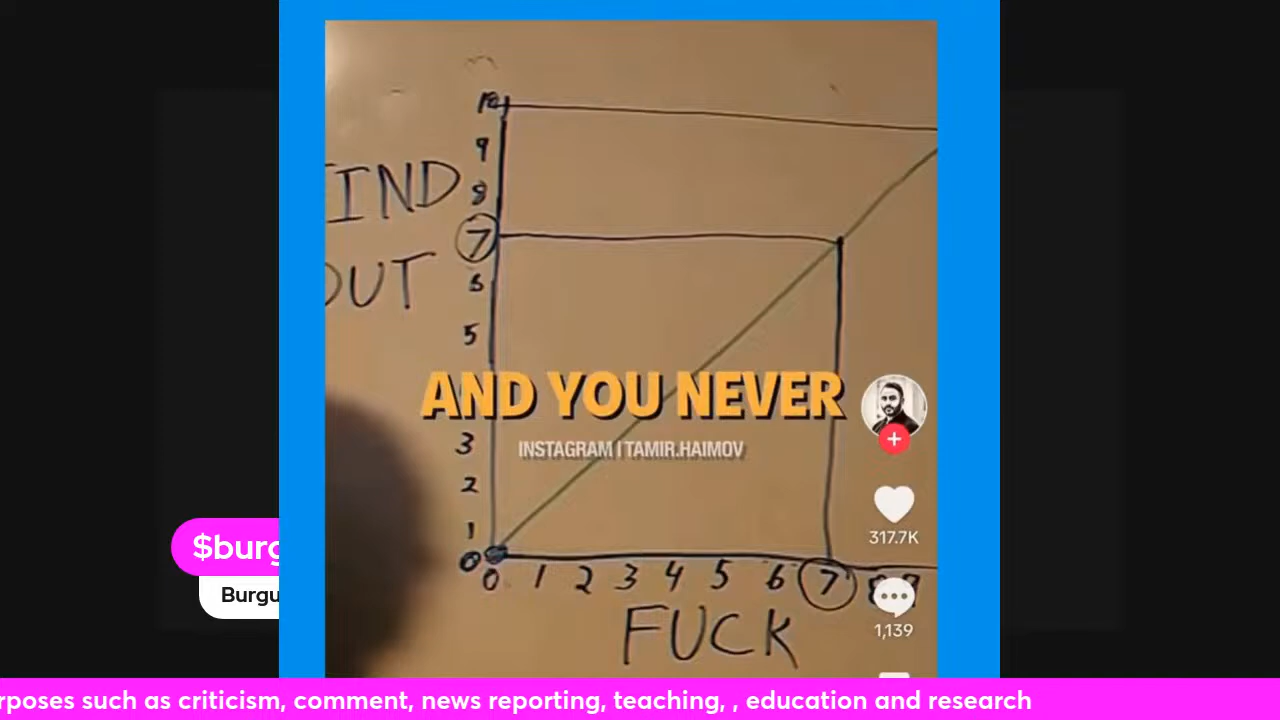 10
9
FIND
8
7
OUT
6
5
AND YOU NEVER
INSTAGRAM | TAMIR.HAIMOV
3
2
317.7K
$burg
1
0
0 1 2 3 4 5 6 7 8 9
Burgu
FUCK
1,139
rposes such as criticism, comment, news reporting, teaching, , education and research